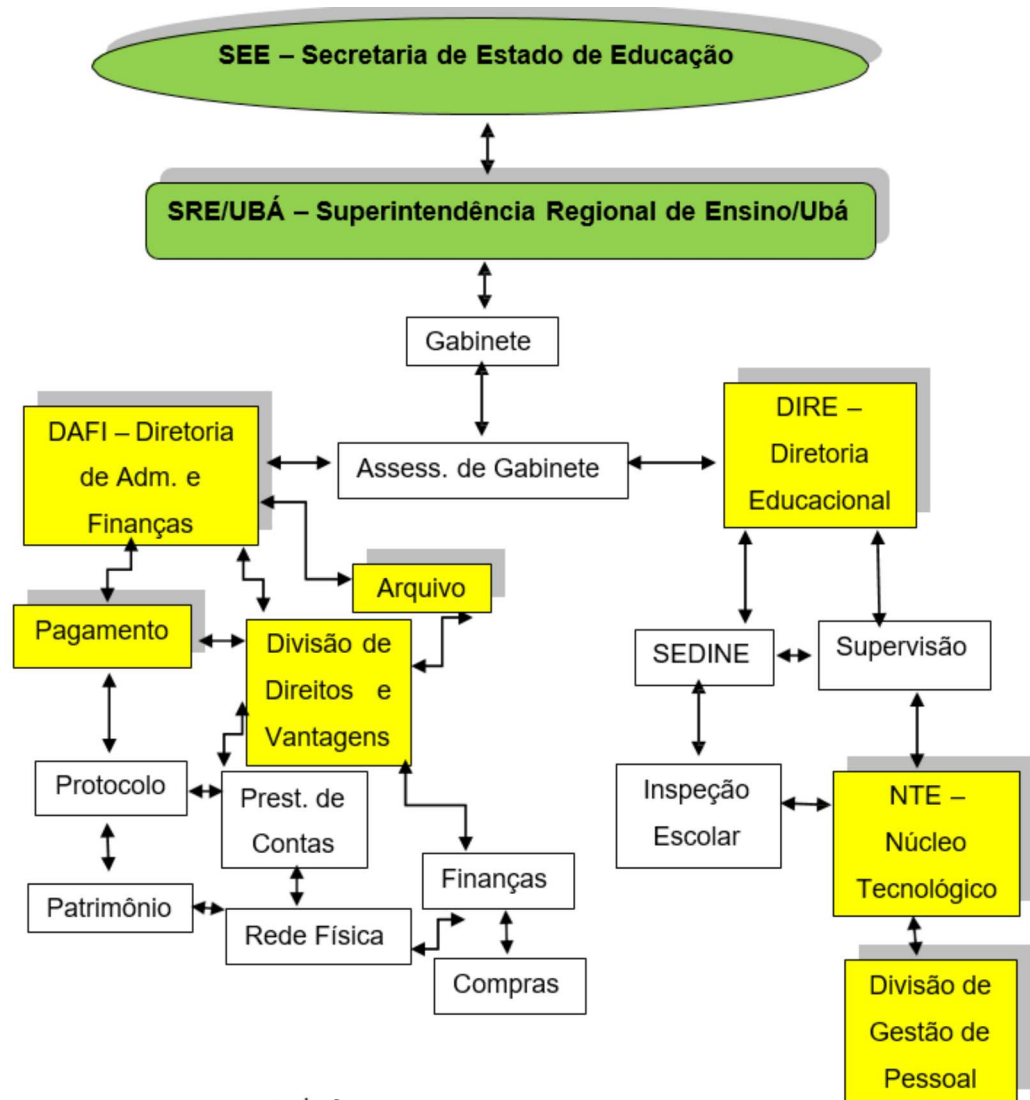 SEE – Secretaria de Estado de Educação
SRE/UBÁ – Superintendência Regional de Ensino/Ubá
Gabinete
DAFI – Diretoria
de Adm. e
Finanças
Assess. de Gabinete
DIRE –
Diretoria
Educacional
Arquivo
Pagamento
Divisão de
Direitos e
Vantagens
SEDINE
Supervisão
Protocolo
Prest. de
Contas
Inspeção
Escolar
NTE –
Núcleo
Tecnológico
Patrimônio
Rede Física
Finanças
Compras
Divisão de
Gestão de
Pessoal